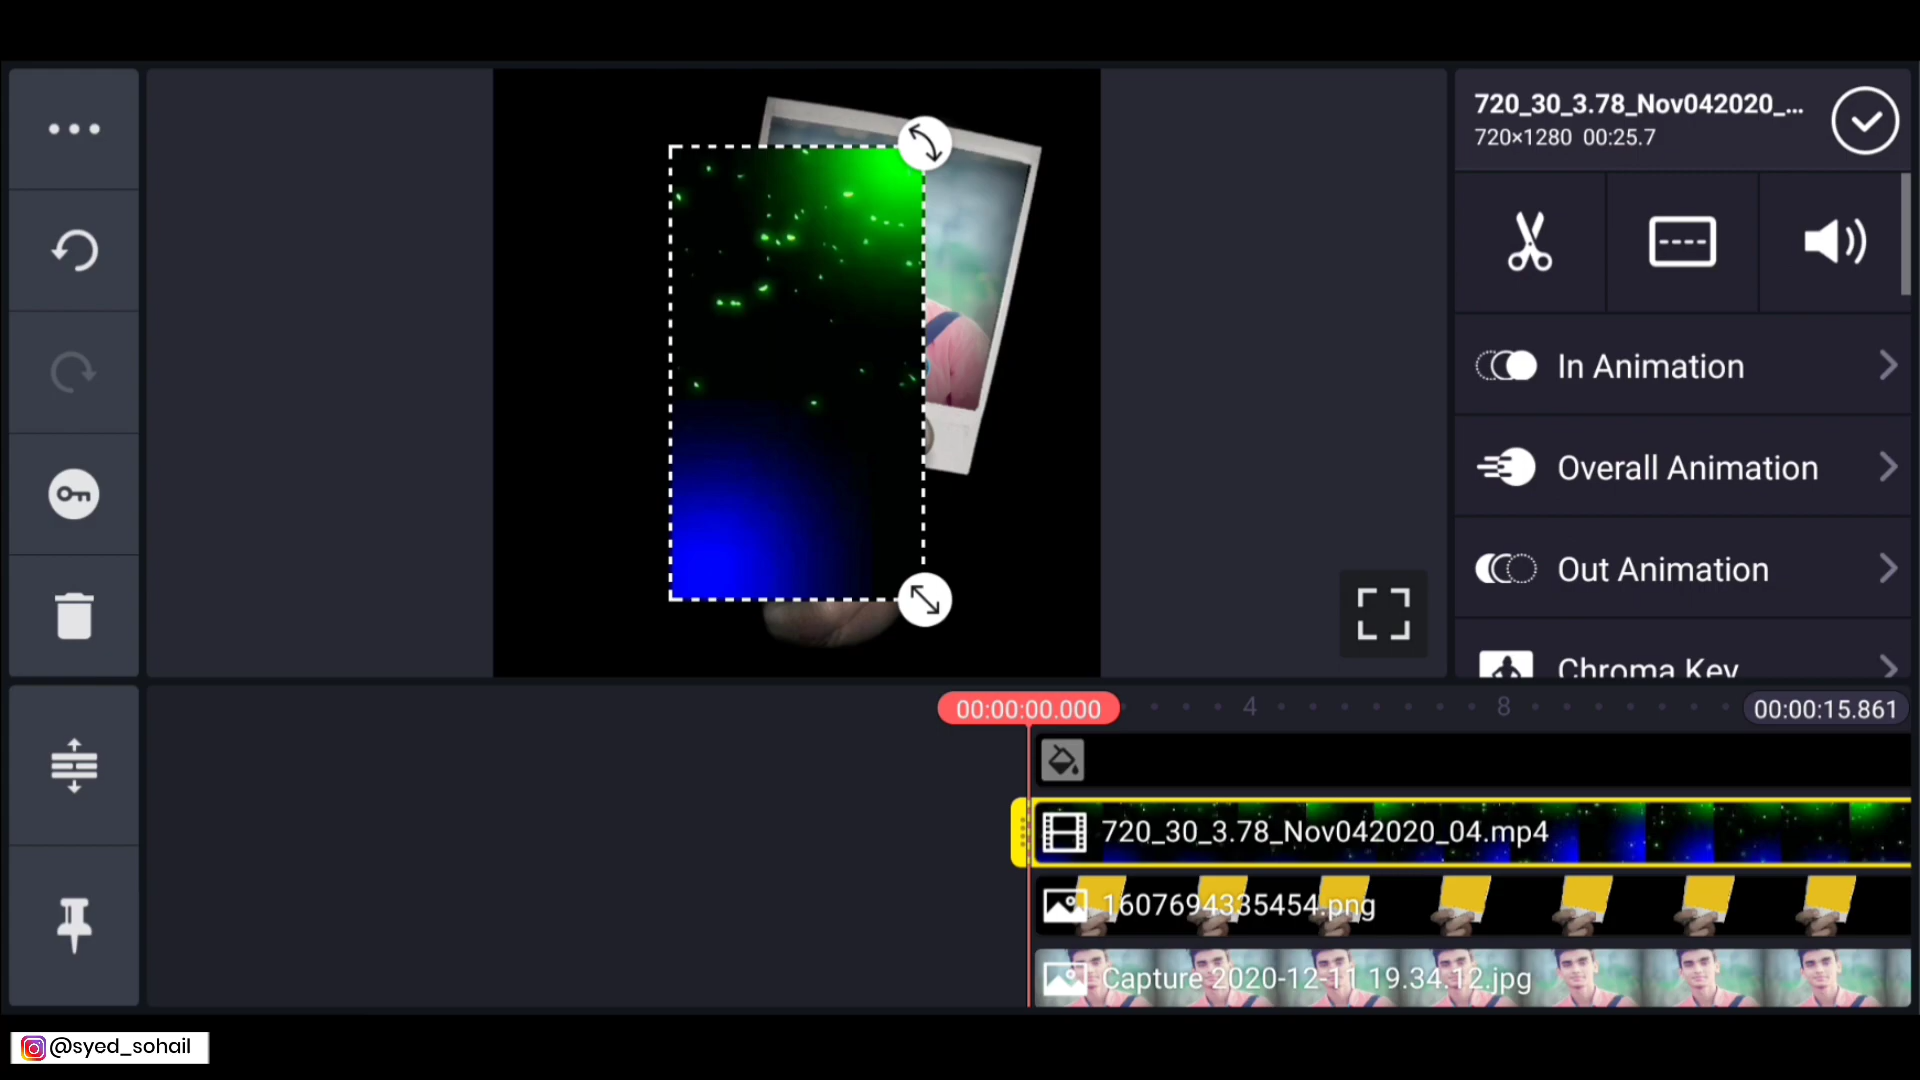 720_30_3.78_Nov042020_...
720×1280 00:25.7
In Animation
Overall Animation
Out Animation
Chroma Key
00:00:00.000
4
8
00:00:15.861
720_30_3.78_Nov042020_04.mp4
1607694335454.png
Capture 2020-12-11 19.34.12.jpg
@syed_sohail